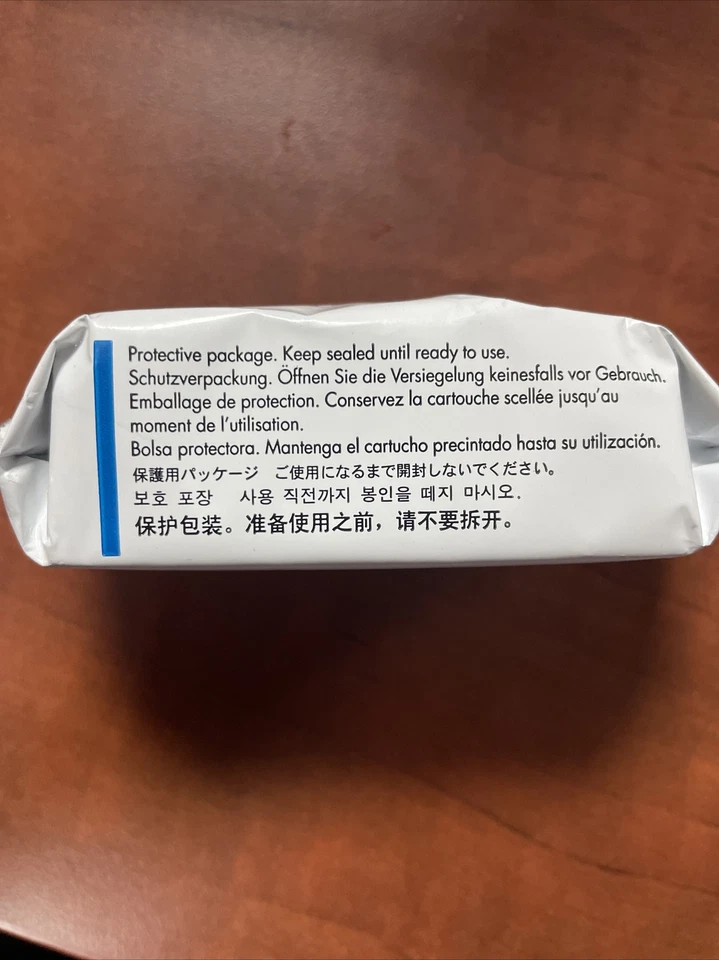 Protective package. Keep sealed until ready to use.
Schutzverpackung. Öffnen Sie die Versiegelung keinesfalls vor Gebrauch.
Emballage de protection. Conservez la cartouche scellée jusqu'au
moment de l'utilisation.
Bolsa protectora. Mantenga el cartucho precintado hasta su utilización.
保護用パッケージ　ご使用になるまで開封しないでください。
보호 포장　사용 직전까지 봉인을 떼지 마시오.
保护包装。准备使用之前，请不要拆开。